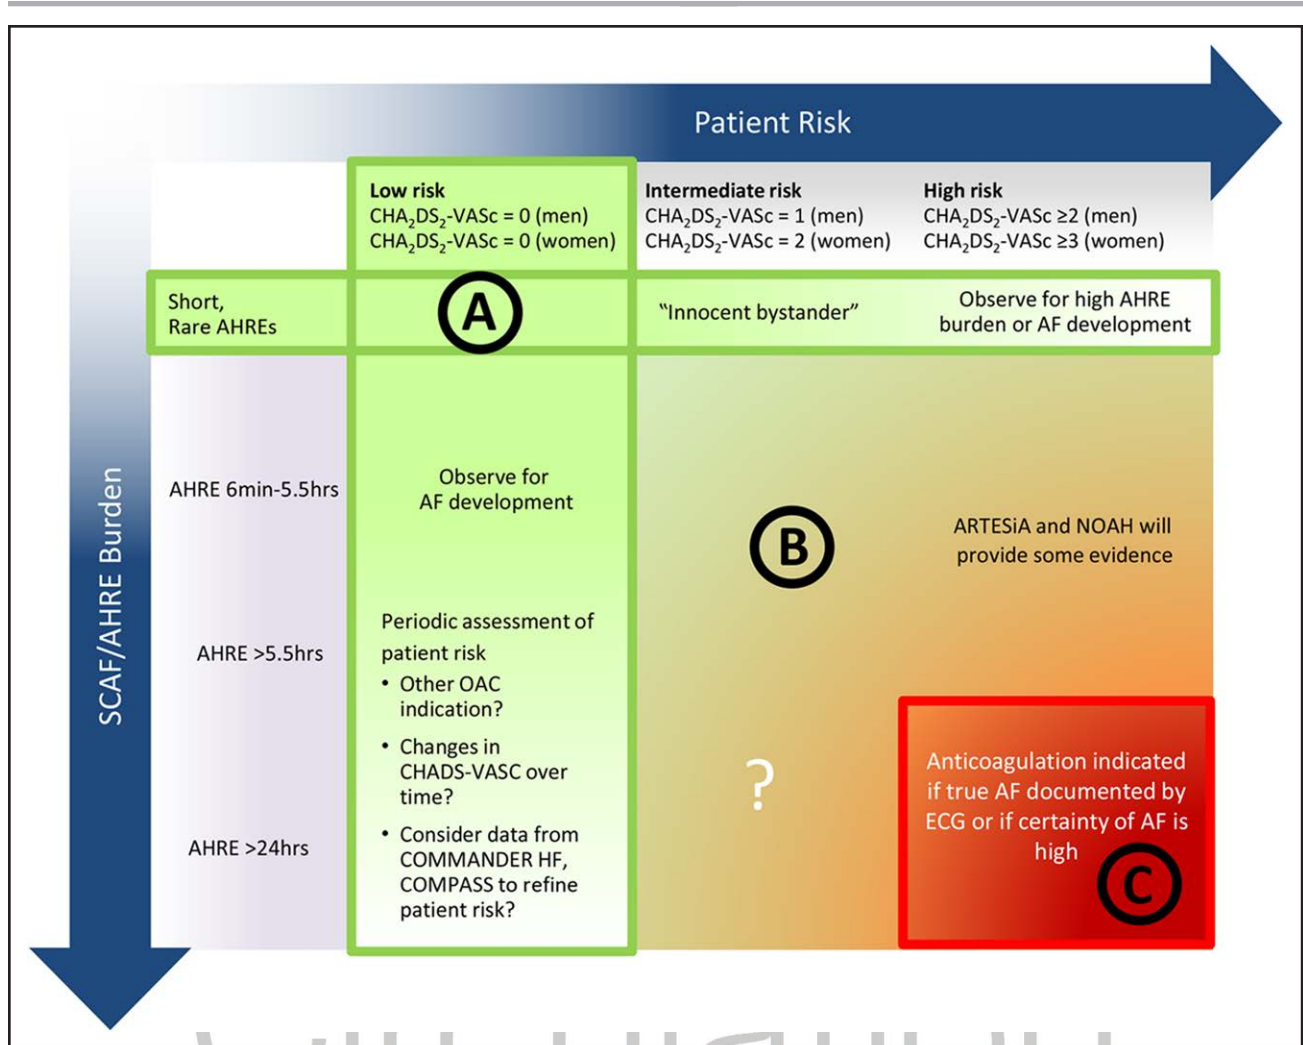 Patient Risk
Low risk
CHA₂DS₂-VASc = 0 (men)
CHA₂DS₂-VASc = 0 (women)
Intermediate risk
CHA₂DS₂-VASc = 1 (men)
CHA₂DS₂-VASc = 2 (women)
High risk
CHA₂DS₂-VASc ≥2 (men)
CHA₂DS₂-VASc ≥3 (women)
Short,
Rare AHREs
A
“Innocent bystander”
Observe for high AHRE
burden or AF development
SCAF/AHRE Burden
AHRE 6min-5.5hrs
Observe for
AF development
B
ARTESiA and NOAH will
provide some evidence
AHRE >5.5hrs
Periodic assessment of
patient risk
• Other OAC
indication?
• Changes in
CHADS-VASC over
time?
• Consider data from
COMMANDER HF,
COMPASS to refine
patient risk?
AHRE >24hrs
?
Anticoagulation indicated
if true AF documented by
ECG or if certainty of AF is
high
C